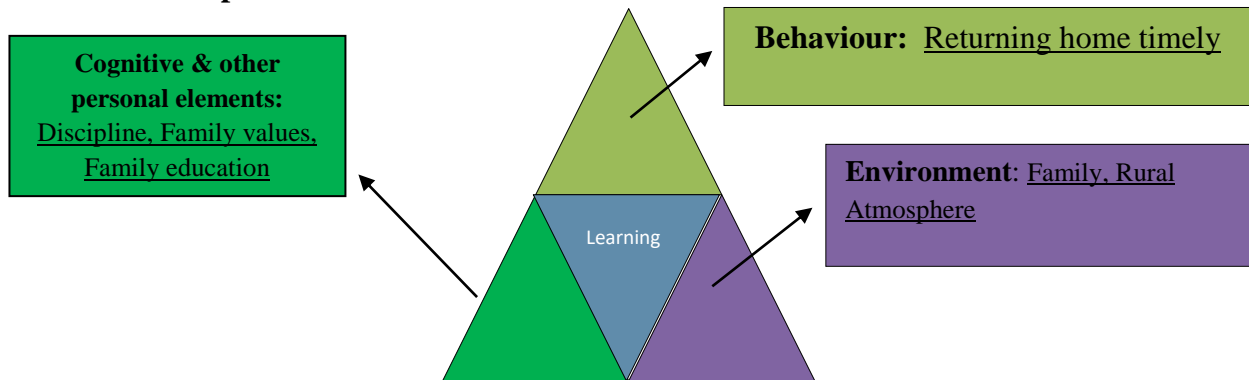 Cognitive & other
personal elements:
Discipline, Family values,
Family education
Behaviour: Returning home timely
Environment: Family, Rural
Atmosphere
Learning